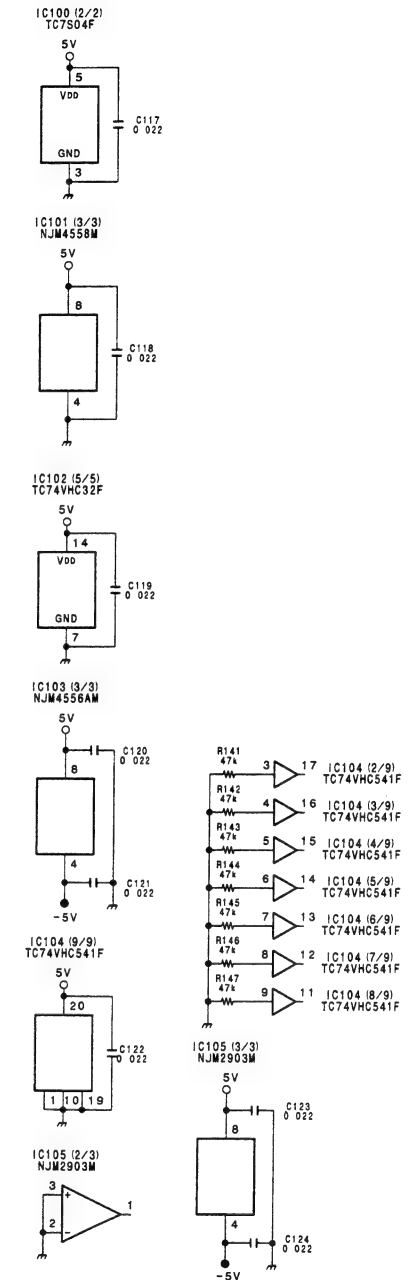 IC100 (2/2)
TC7S04F
5V
5
VDD
C117
0 022
GND
3
IC101 (3/3)
NJM4558M
5V
8
C118
0 022
4
IC102 (5/5)
TC74VHC32F
5V
14
VDD
C119
0 022
GND
7
IC103 (3/3)
NJM4556AM
5V
C120
0 022
8
4
C121
0 022
-5V
R141
47k
3
17
IC104 (2/9)
TC74VHC541F
R142
47k
4
16
IC104 (3/9)
TC74VHC541F
R143
47k
5
15
IC104 (4/9)
TC74VHC541F
R144
47k
6
14
IC104 (5/9)
TC74VHC541F
R145
47k
7
13
IC104 (6/9)
TC74VHC541F
R146
47k
8
12
IC104 (7/9)
TC74VHC541F
R147
47k
9
11
IC104 (8/9)
TC74VHC541F
IC104 (9/9)
TC74VHC541F
5V
20
C122
0 022
1 10 19
IC105 (2/3)
NJM2903M
3
+
1
2
-
IC105 (3/3)
NJM2903M
5V
C123
0 022
8
4
C124
0 022
-5V